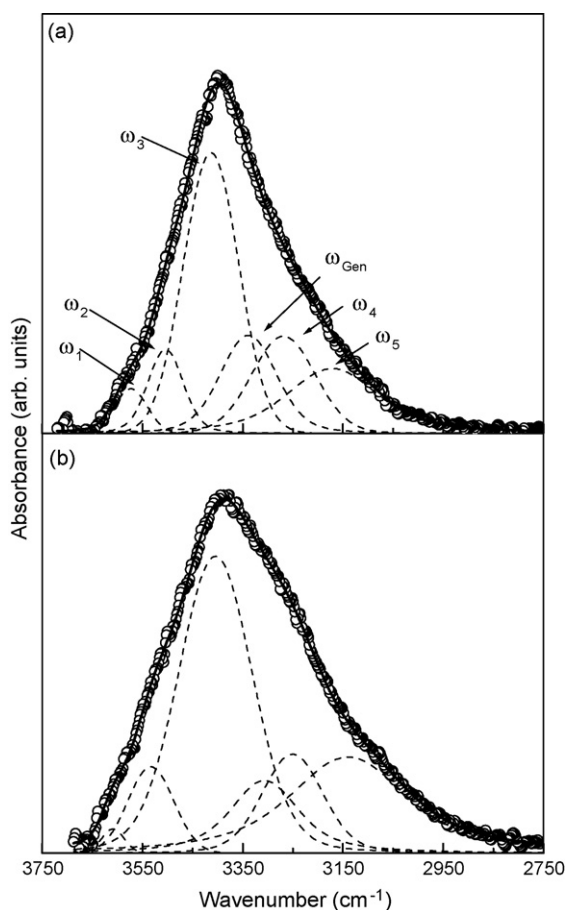 (a)
ω3
ωGen
ω2
ω4
ω1
ω5
(b)
Absorbance (arb. units)
3750 3550 3350 3150 2950 2750
Wavenumber (cm-1)